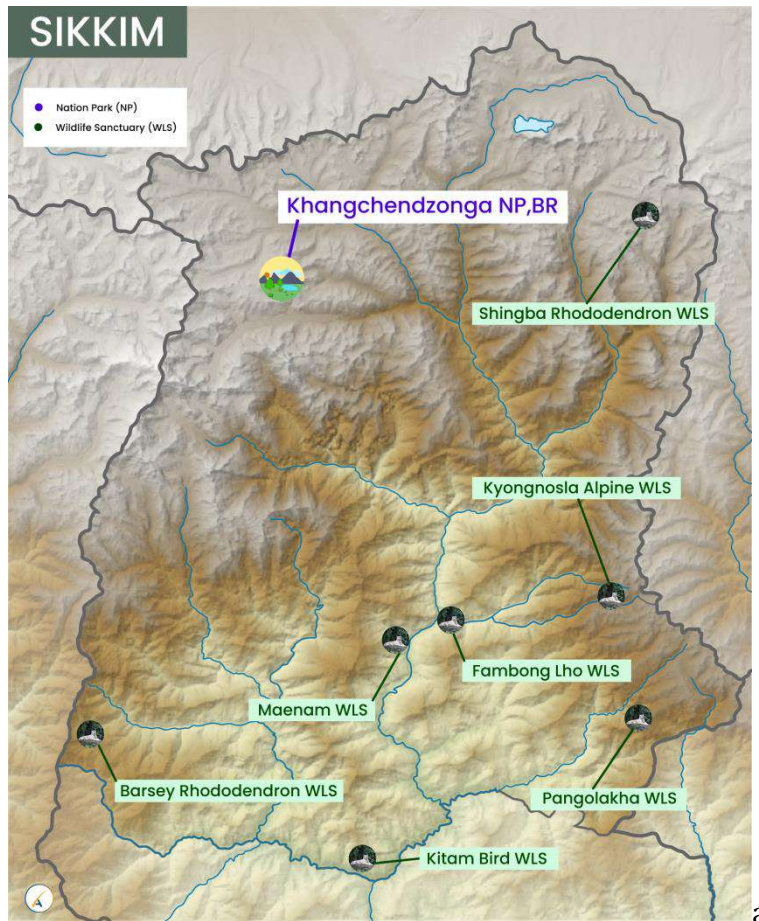 SIKKIM
Nation Park (NP)
Wildlife Sanctuary (WLS)
Khangchendzonga NP,BR
Shingba Rhododendron WLS
Kyongnosla Alpine WLS
Fambong Lho WLS
Maenam WLS
Barsey Rhododendron WLS
Pangolakha WLS
Kitam Bird WLS
a